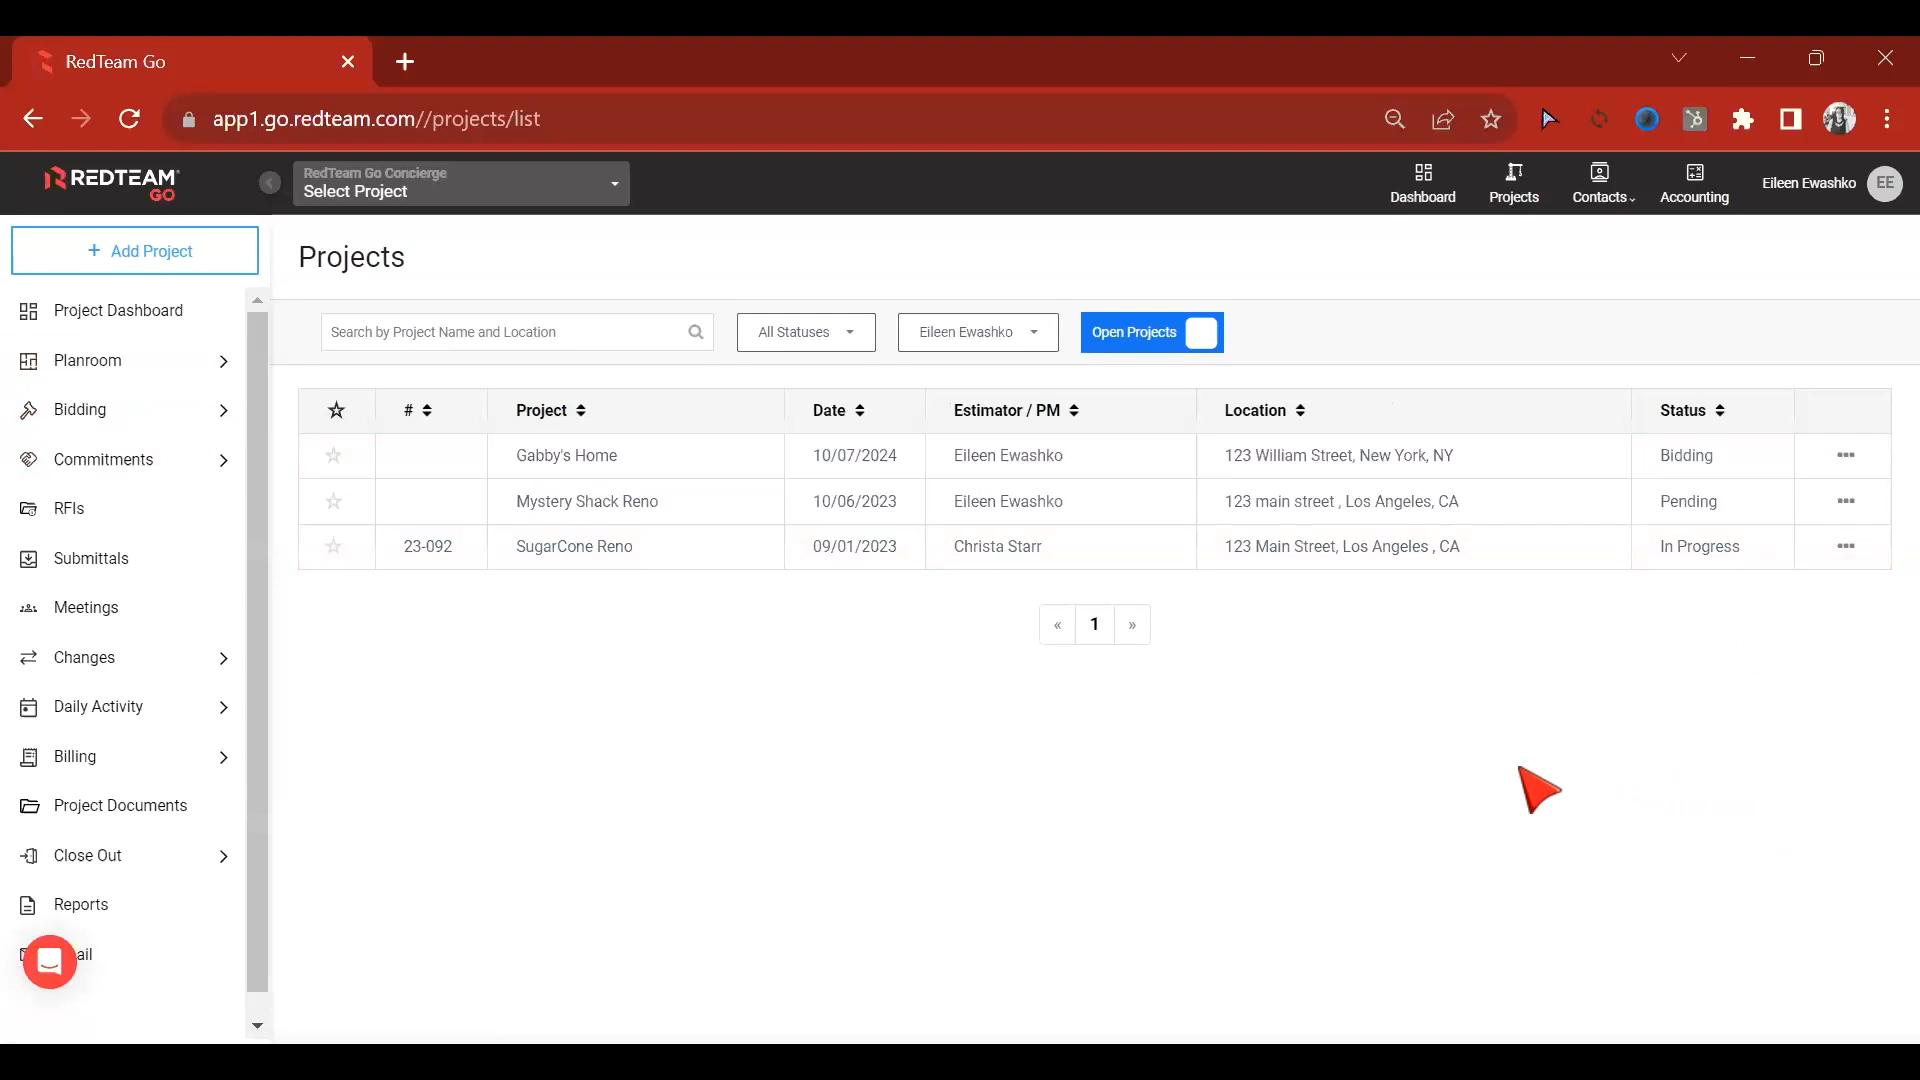 RedTeam Go
app1.go.redteam.com//projects/list
REDTEAM
GO
RedTeam Go Concierge
Select Project
Dashboard
Projects
Contacts
Accounting
Eileen Ewashko
EE
+ Add Project
Project Dashboard
Planroom
Bidding
Commitments
RFIs
Submittals
Meetings
Changes
Daily Activity
Billing
Project Documents
Close Out
Reports
ail
Projects
Search by Project Name and Location
All Statuses
Eileen Ewashko
Open Projects
# Project Date Estimator / PM Location Status
Gabby's Home 10/07/2024 Eileen Ewashko 123 William Street, New York, NY Bidding
Mystery Shack Reno 10/06/2023 Eileen Ewashko 123 main street , Los Angeles, CA Pending
23-092 SugarCone Reno 09/01/2023 Christa Starr 123 Main Street, Los Angeles , CA In Progress
« 1 »